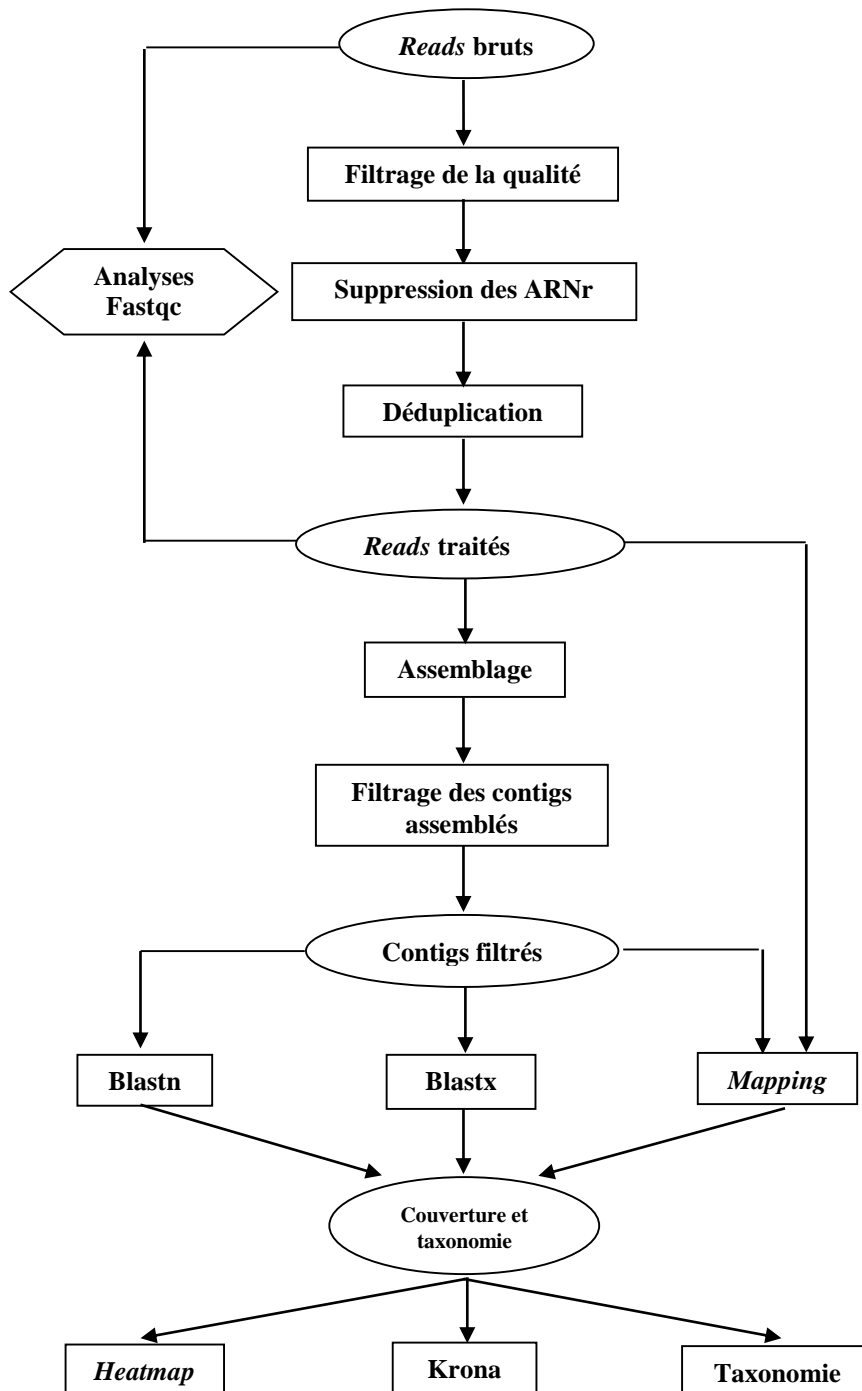 Reads bruts
Filtrage de la qualité
Analyses
Fastqc
Suppression des ARNr
Déduplication
Reads traités
Assemblage
Filtrage des contigs
assemblés
Contigs filtrés
Blastn
Blastx
Mapping
Couverture et
taxonomie
Heatmap
Krona
Taxonomie